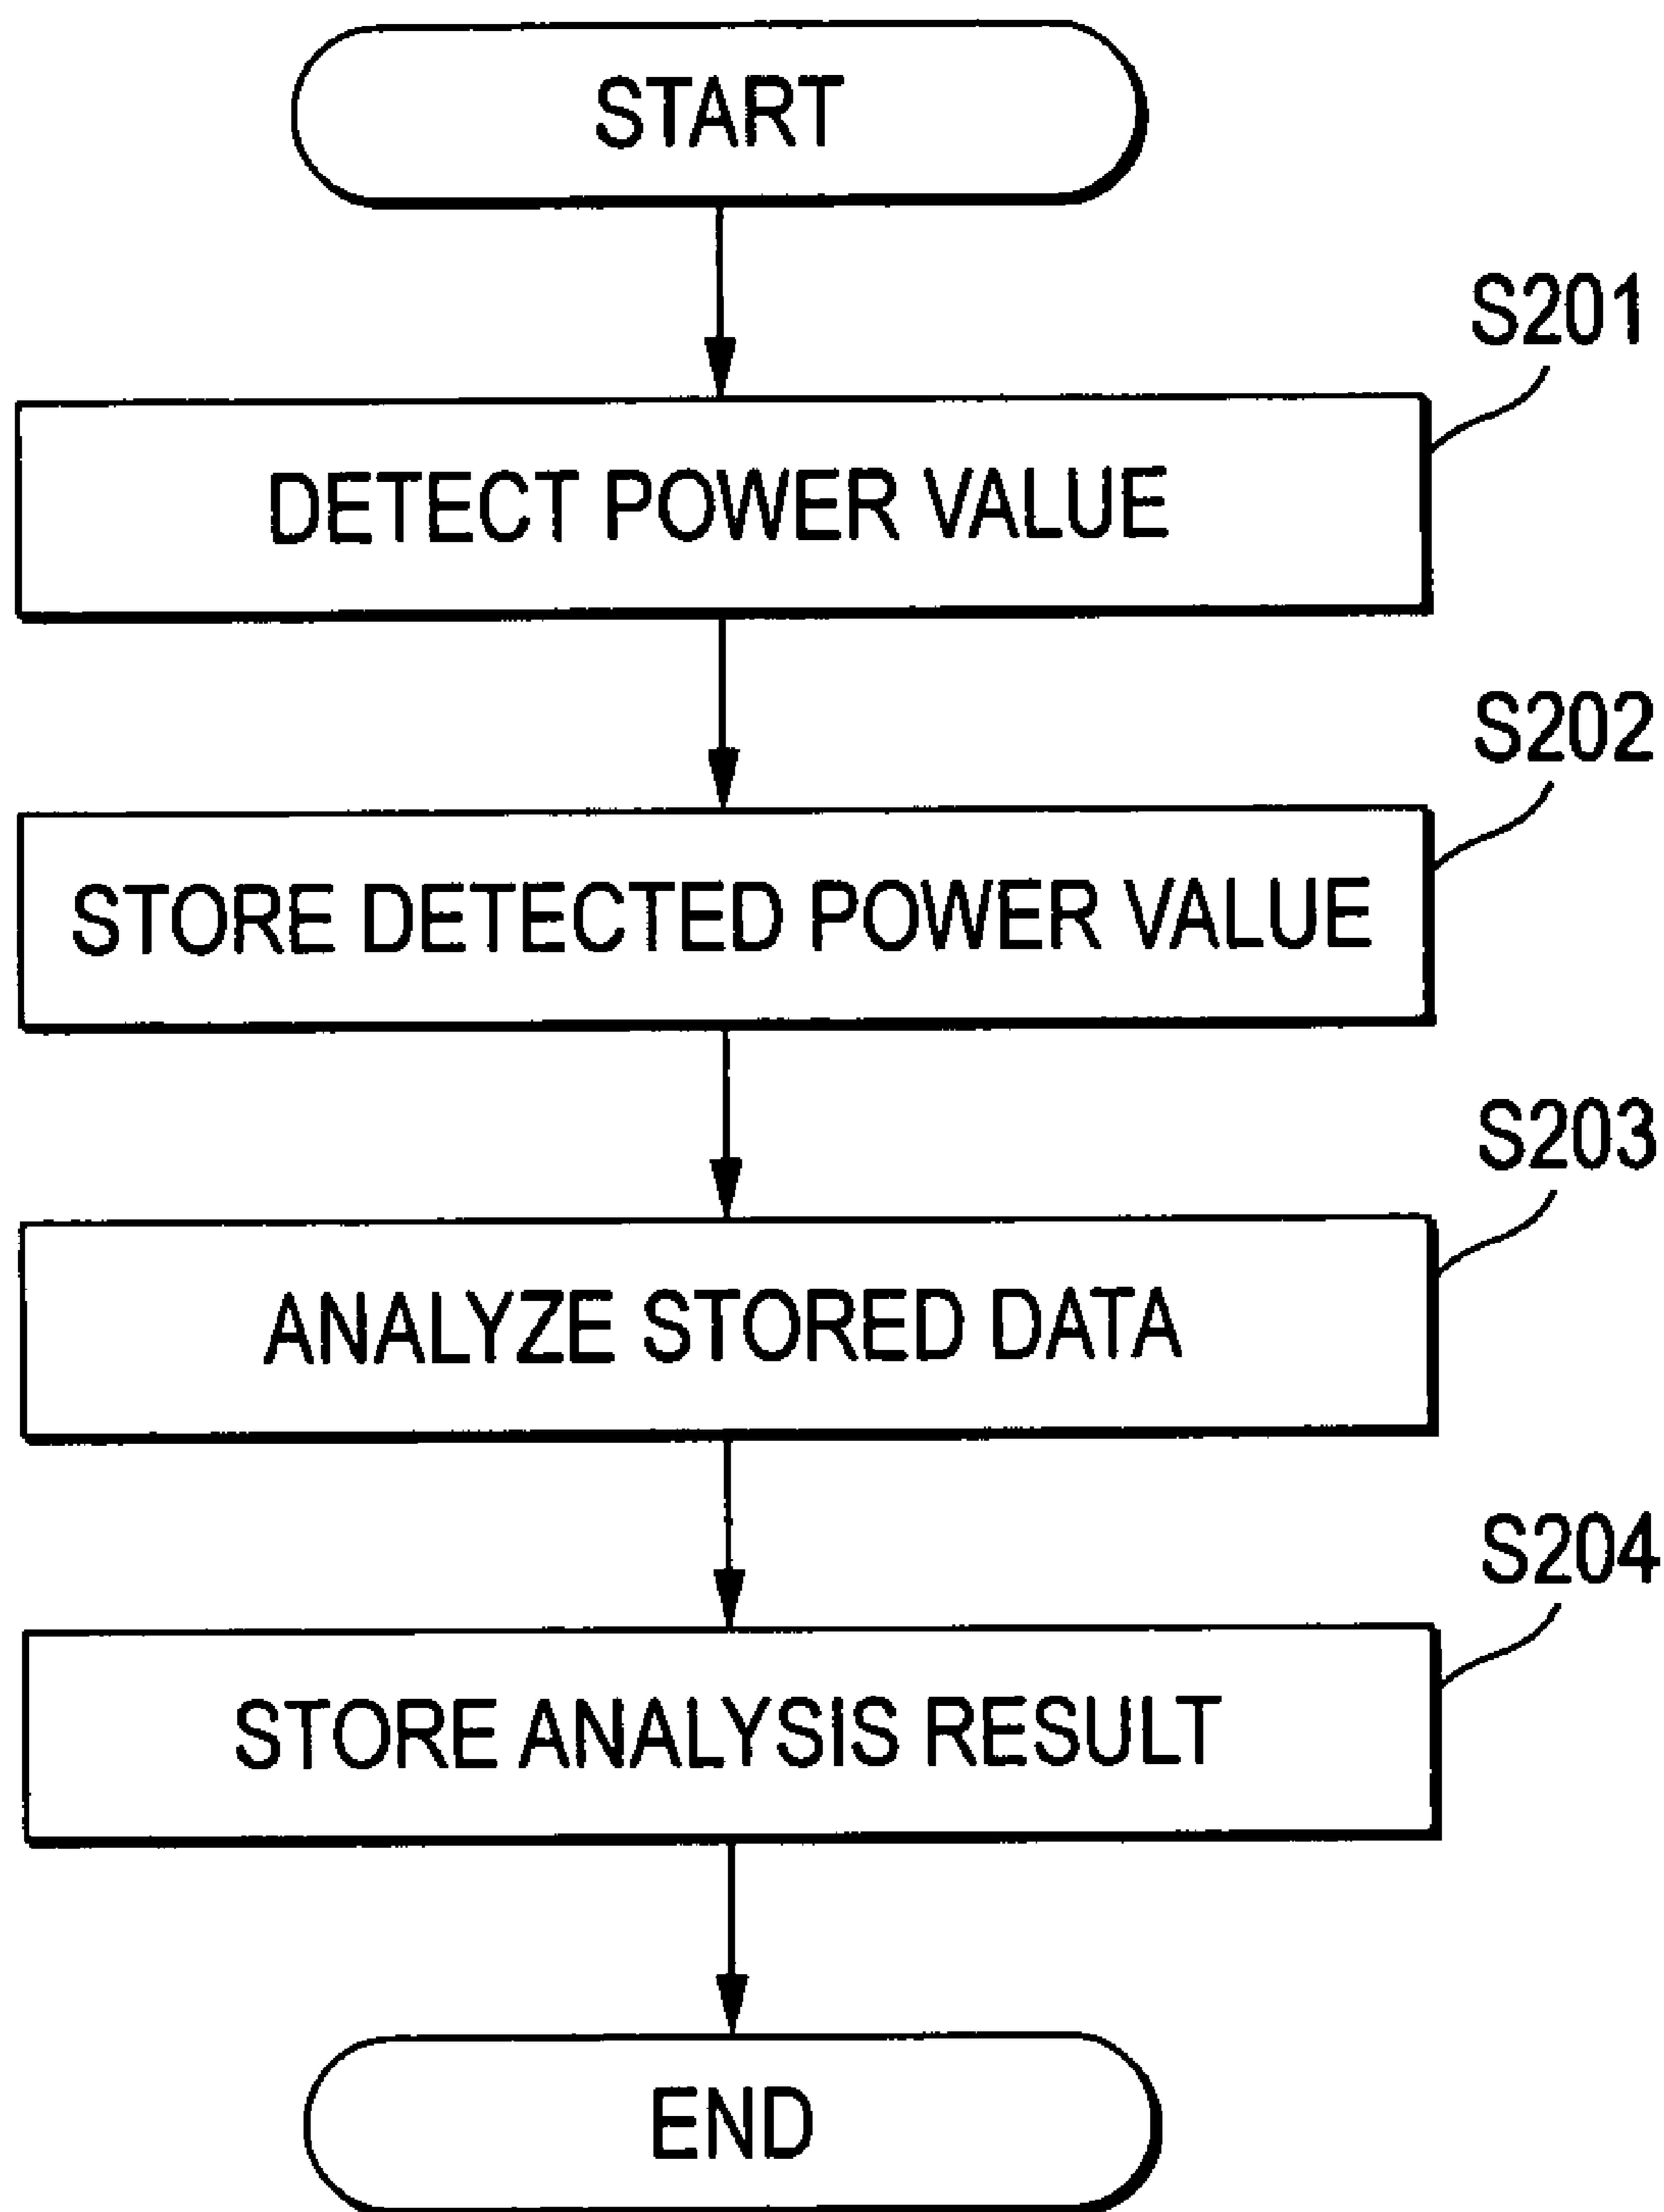 START
S201
DETECT POWER VALUE
S202
STORE DETECTED POWER VALUE
S203
ANALYZE STORED DATA
S204
STORE ANALYSIS RESULT
END